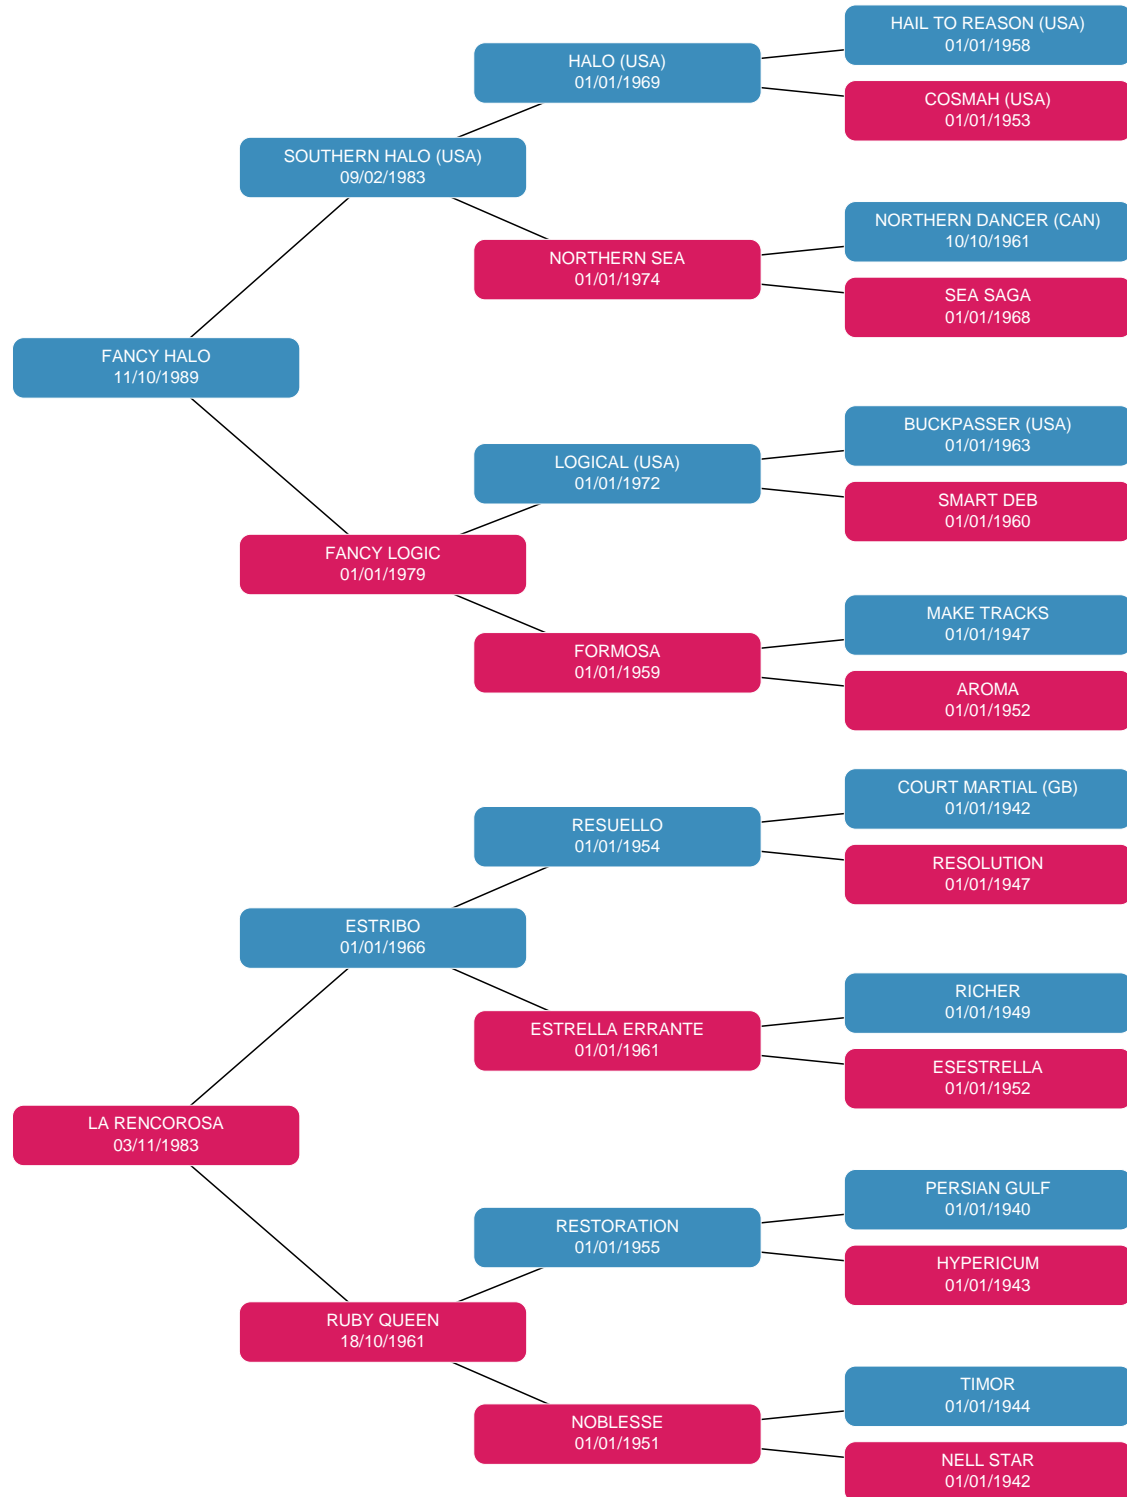 HAIL TO REASON (USA)
01/01/1958
HALO (USA)
01/01/1969
COSMAH (USA)
01/01/1953
SOUTHERN HALO (USA)
09/02/1983
NORTHERN DANCER (CAN)
10/10/1961
NORTHERN SEA
01/01/1974
SEA SAGA
01/01/1968
FANCY HALO
11/10/1989
BUCKPASSER (USA)
01/01/1963
LOGICAL (USA)
01/01/1972
SMART DEB
01/01/1960
FANCY LOGIC
01/01/1979
MAKE TRACKS
01/01/1947
FORMOSA
01/01/1959
AROMA
01/01/1952
COURT MARTIAL (GB)
01/01/1942
RESUELLO
01/01/1954
RESOLUTION
01/01/1947
ESTRIBO
01/01/1966
RICHER
01/01/1949
ESTRELLA ERRANTE
01/01/1961
ESESTRELLA
01/01/1952
LA RENCOROSA
03/11/1983
PERSIAN GULF
01/01/1940
RESTORATION
01/01/1955
HYPERICUM
01/01/1943
RUBY QUEEN
18/10/1961
TIMOR
01/01/1944
NOBLESSE
01/01/1951
NELL STAR
01/01/1942